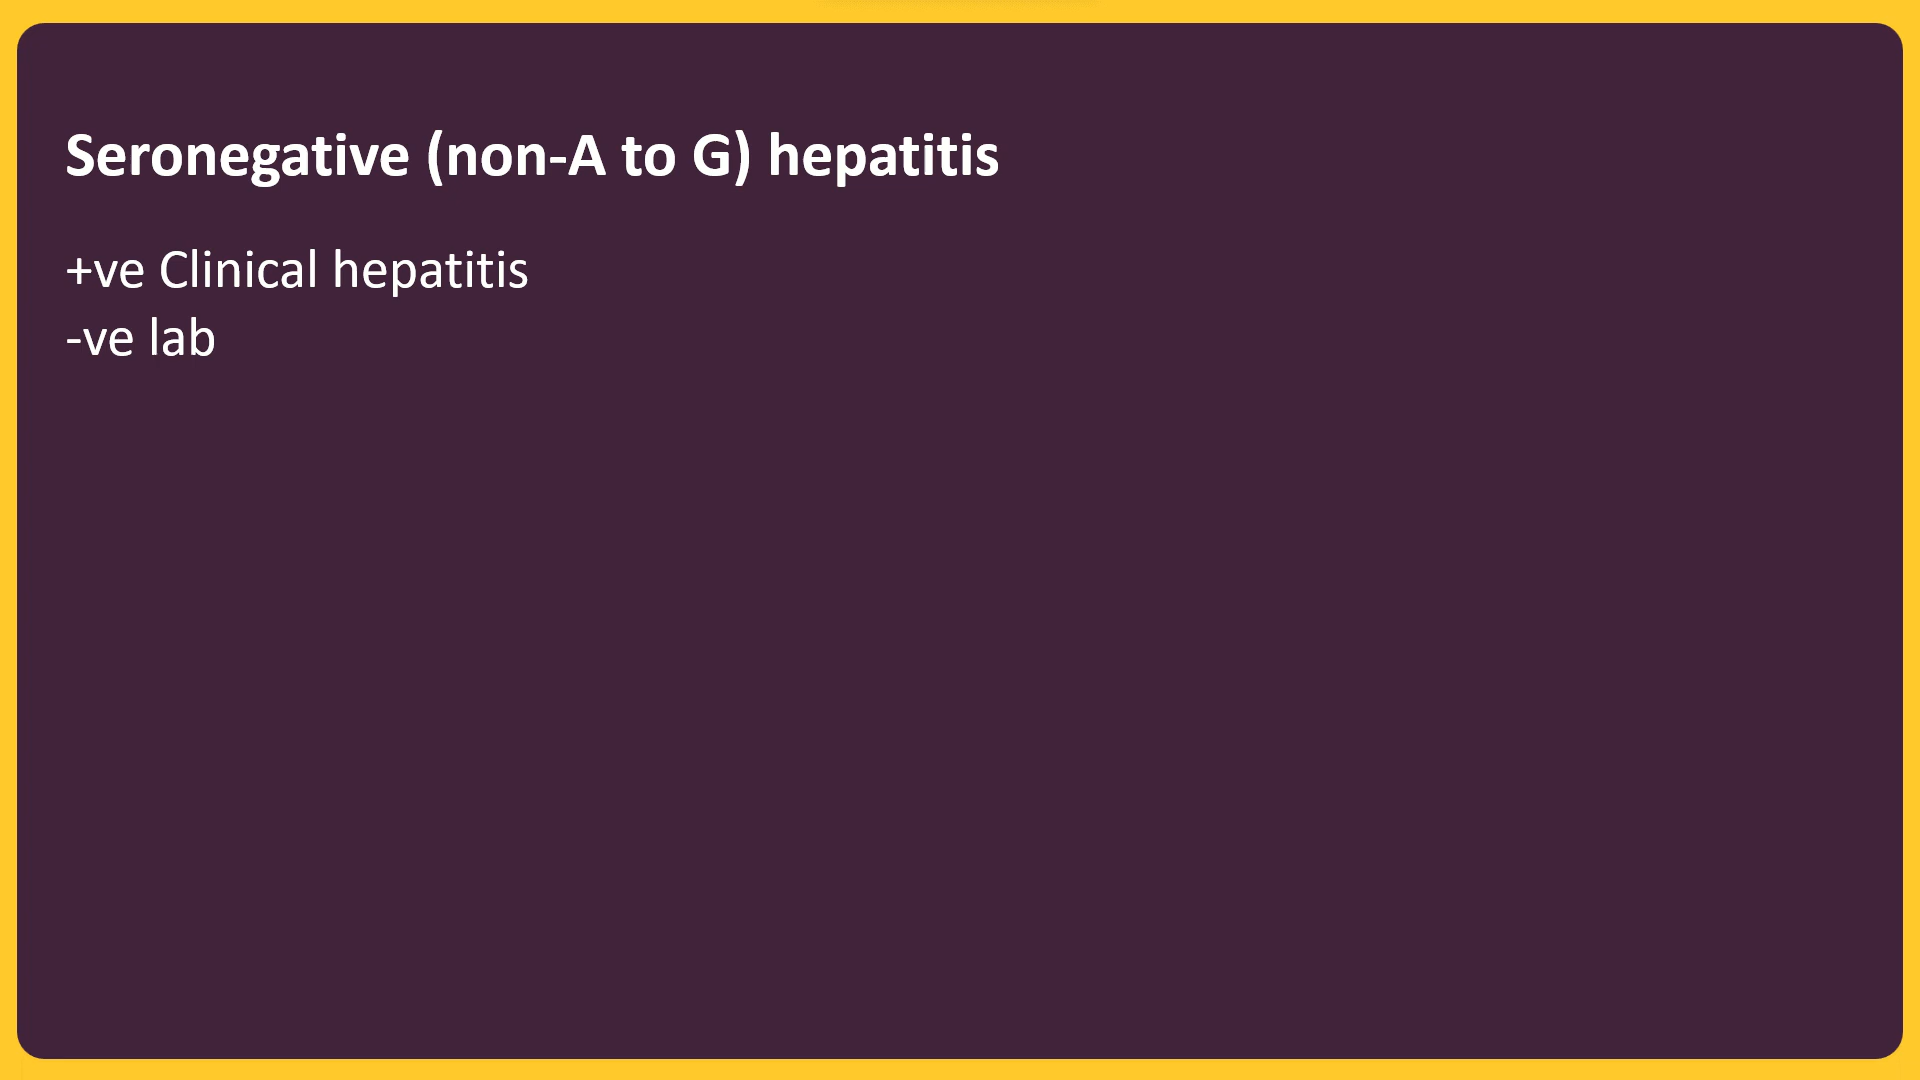 Seronegative (non-A to G) hepatitis
+ve Clinical hepatitis
-ve lab